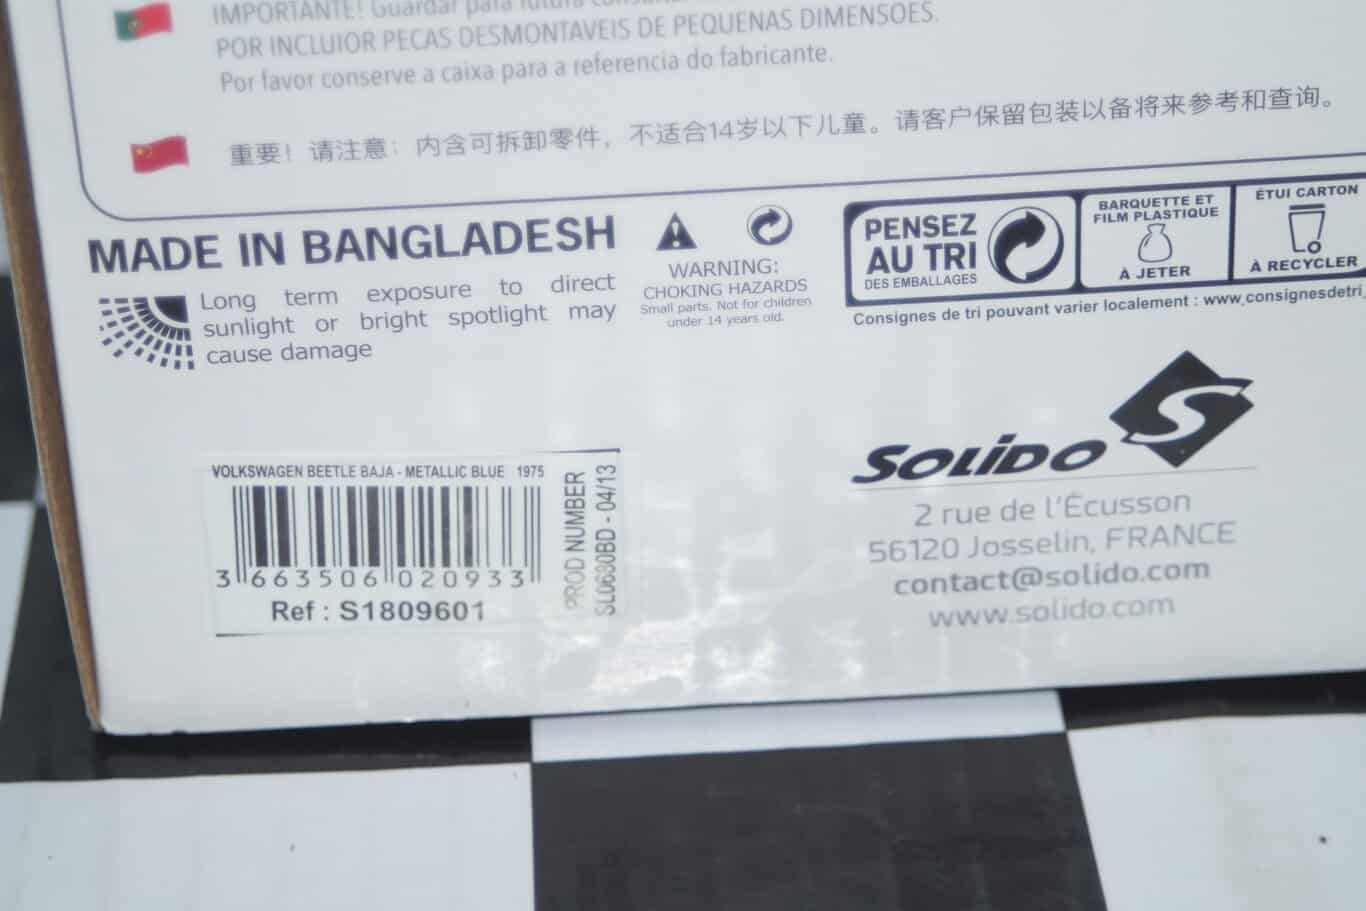 IMPORTANTE! Guardar para futura
POR INCLUIOR PECAS DESMONTAVEIS DE PEQUENAS DIMENSOES.
Por favor conserve a caixa para a referencia do fabricante.
重要！请注意：内含可拆卸零件，不适合14岁以下儿童。请客户保留包装以备将来参考和查询。
MADE IN BANGLADESH
Long term exposure to direct
sunlight or bright spotlight may
cause damage
WARNING:
CHOKING HAZARDS
Small parts. Not for children
under 14 years old.
PENSEZ
AU TRI
DES EMBALLAGES
BARQUETTE ET
FILM PLASTIQUE
À JETER
ÉTUI CARTON
À RECYCLER
Consignes de tri pouvant varier localement : www.consignesdetri
VOLKSWAGEN BEETLE BAJA - METALLIC BLUE 1975
3 663506 020933
Ref : S1809601
PROD NUMBER
SL0680BD - 04/13
S
SOLIDO
2 rue de l'Écusson
56120 Josselin, FRANCE
contact@solido.com
www.solido.com